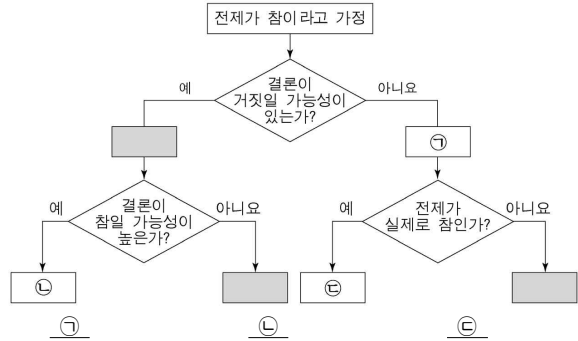 전제가 참이라고 가정
결론이
거짓일 가능성이
있는가?
예
아니요
㉠
결론이
참일 가능성이
높은가?
예
아니요
전제가
실제로 참인가?
예
아니요
㉡
㉢
㉠ ㉡ ㉢